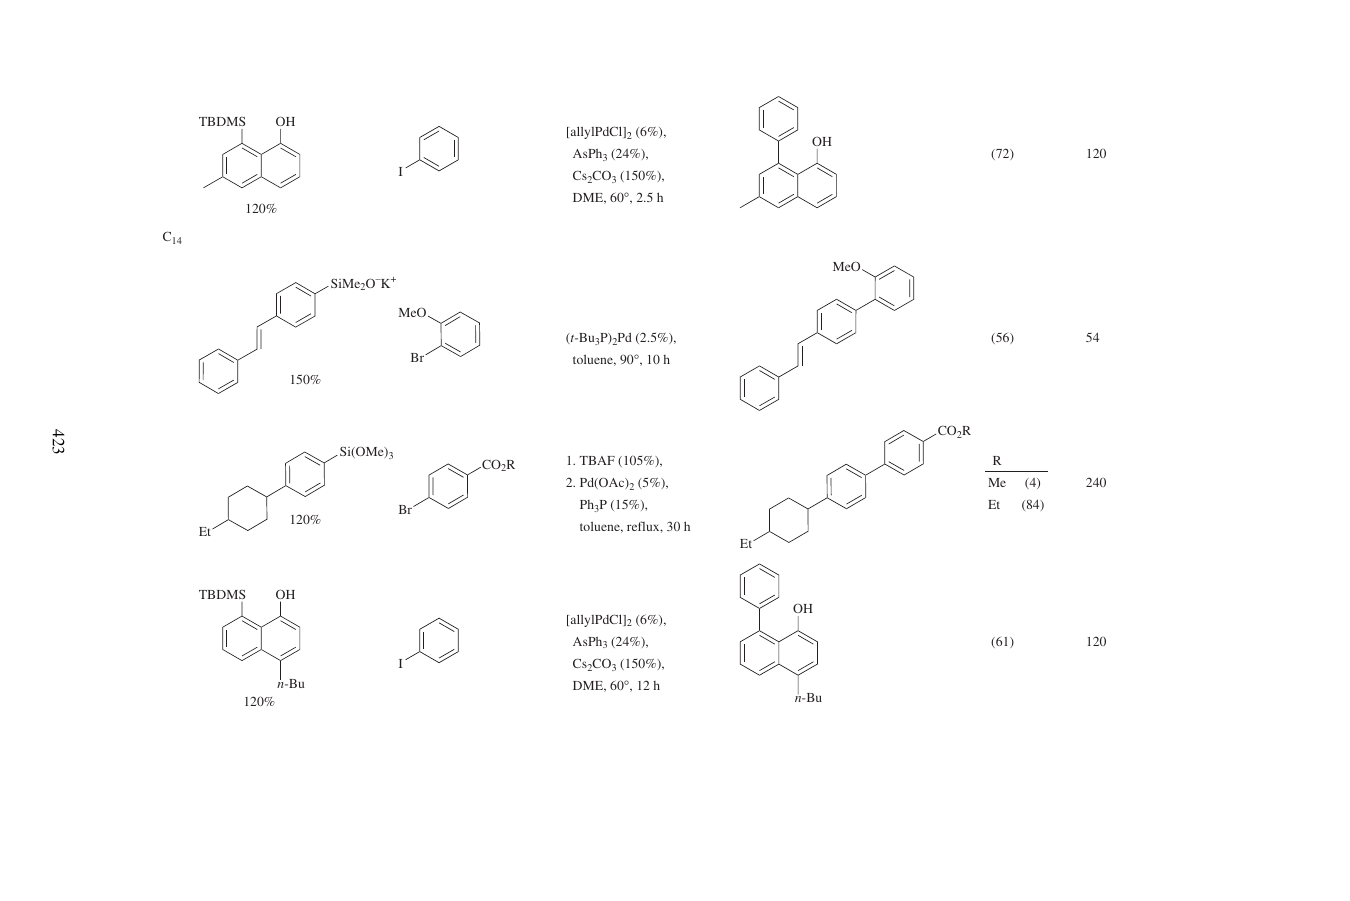 TBDMS OH
I
120%
[allylPdCl]2 (6%),
AsPh3 (24%),
Cs2CO3 (150%),
DME, 60°, 2.5 h
OH
(72)
120
C14
SiMe2O–K+
150%
MeO
Br
(t-Bu3P)2Pd (2.5%),
toluene, 90°, 10 h
MeO
(56)
54
423
Si(OMe)3
Et
120%
CO2R
Br
1. TBAF (105%),
2. Pd(OAc)2 (5%),
Ph3P (15%),
toluene, reflux, 30 h
CO2R
Et
R
Me (4)
Et (84)
240
TBDMS OH
n-Bu
120%
I
[allylPdCl]2 (6%),
AsPh3 (24%),
Cs2CO3 (150%),
DME, 60°, 12 h
OH
n-Bu
(61)
120